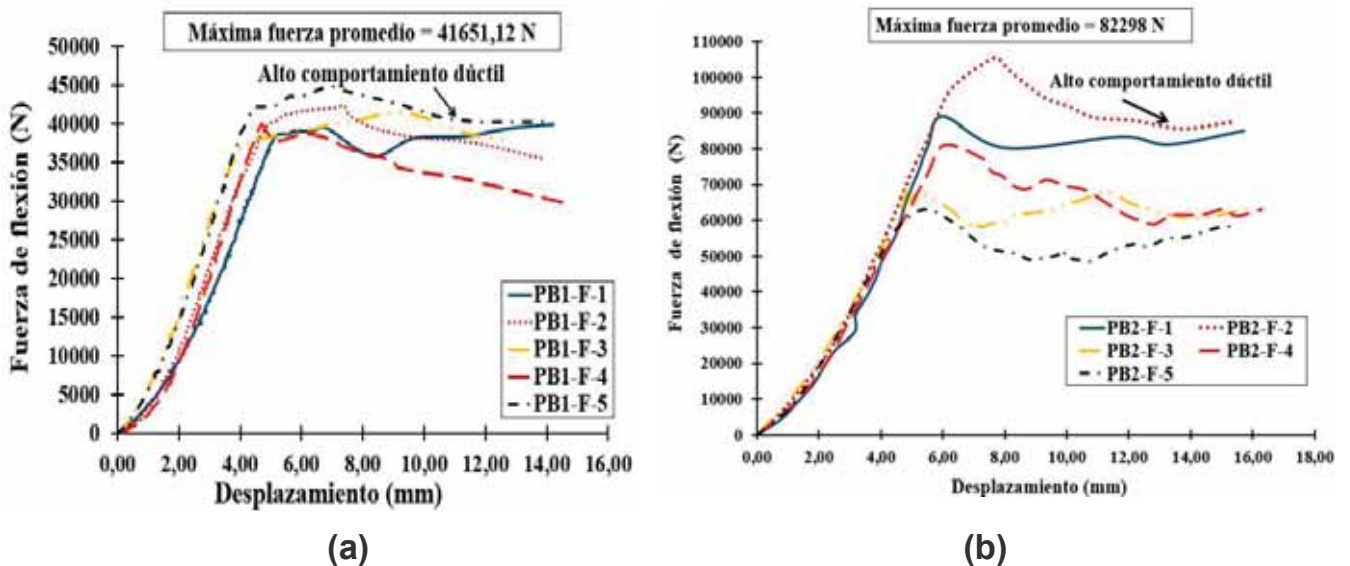 Máxima fuerza promedio = 41651,12 N
Alto comportamiento dúctil
Fuerza de flexión (N)
50000
45000
40000
35000
30000
25000
20000
15000
10000
5000
0
0,00 2,00 4,00 6,00 8,00 10,00 12,00 14,00 16,00
Desplazamiento (mm)
PB1-F-1
PB1-F-2
PB1-F-3
PB1-F-4
PB1-F-5
(a)
Máxima fuerza promedio = 82298 N
Alto comportamiento dúctil
Fuerza de flexión (N)
110000
100000
90000
80000
70000
60000
50000
40000
30000
20000
10000
0
0,00 2,00 4,00 6,00 8,00 10,00 12,00 14,00 16,00 18,00
Desplazamiento (mm)
PB2-F-1 PB2-F-2
PB2-F-3 PB2-F-4
PB2-F-5
(b)